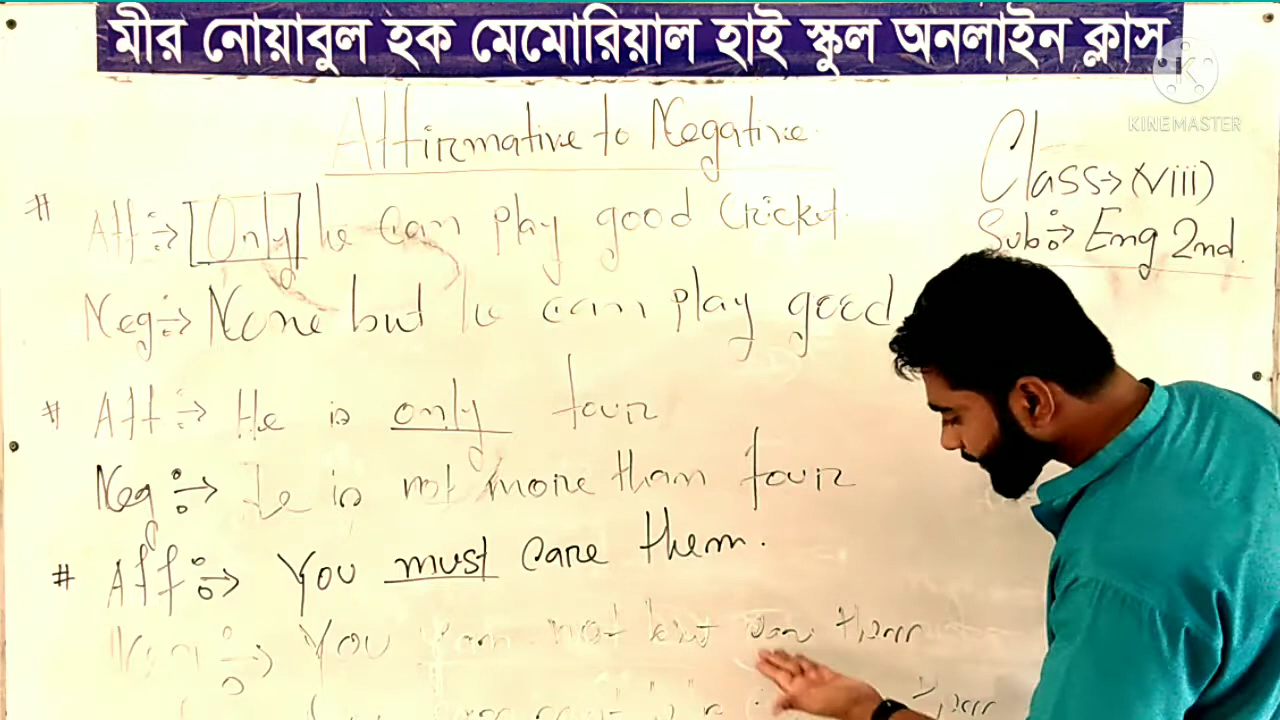 মীর নোয়াবুল হক মেমোরিয়াল হাই স্কুল অনলাইন ক্লাস
KINEMASTER
Affirmative to Negative
Class→(viii)
Sub:→ Eng 2nd.
# Aff:→ Only he can play good Cricket.
Neg:→ None but he can play good
# Aff:→ He is only four
Neg:→ He is not more than four
# Aff:→ You must care them.
Neg:→ You can not but care them